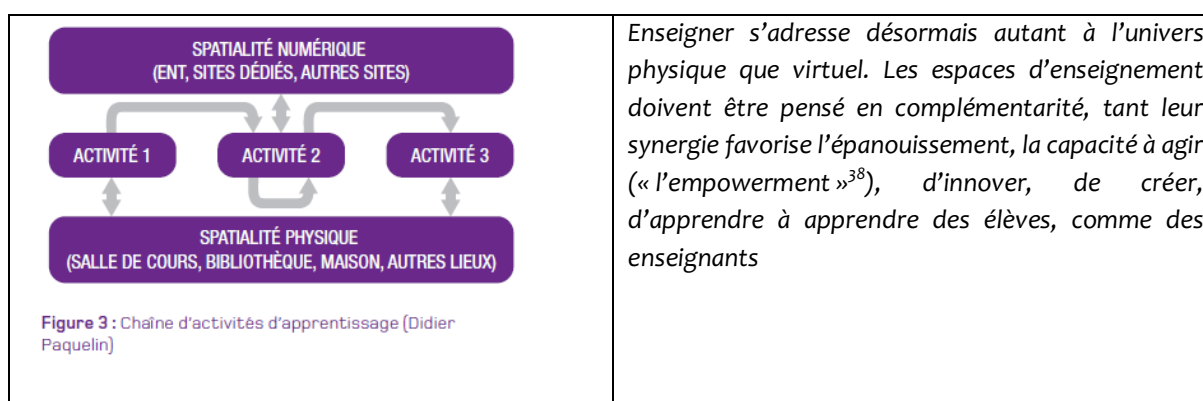 SPATIALITÉ NUMÉRIQUE
(ENT, SITES DÉDIÉS, AUTRES SITES)
ACTIVITÉ 1
ACTIVITÉ 2
ACTIVITÉ 3
SPATIALITÉ PHYSIQUE
(SALLE DE COURS, BIBLIOTHÈQUE, MAISON, AUTRES LIEUX)
Figure 3 : Chaîne d'activités d'apprentissage (Didier
Paquelin)
Enseigner s’adresse désormais autant à l’univers
physique que virtuel. Les espaces d’enseignement
doivent être pensé en complémentarité, tant leur
synergie favorise l’épanouissement, la capacité à agir
(« l’empowerment »³⁸), d’innover, de créer,
d’apprendre à apprendre des élèves, comme des
enseignants